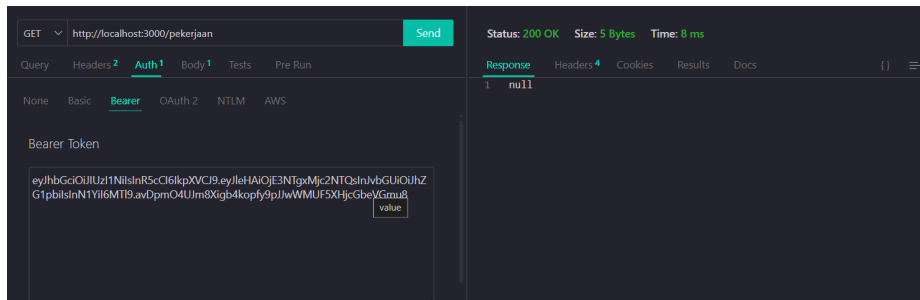 GET http://localhost:3000/pekerjaan Send
Status: 200 OK Size: 5 Bytes Time: 8 ms
Query Headers 2 Auth 1 Body 1 Tests Pre Run
Response Headers 4 Cookies Results Docs { }
1 null
None Basic Bearer OAuth 2 NTLM AWS
Bearer Token
eyJhbGciOiJIUzI1NiIsInR5cCI6IkpXVCJ9.eyJleHAiOjE3NTgxMjc2NTQsInJvbGUiOiJhZ
G1pbiIsInN1YiI6MTl9.avDpmO4UJm8Xigb4kopfy9pJJwWMUF5XHjcGbeVGmu8
value